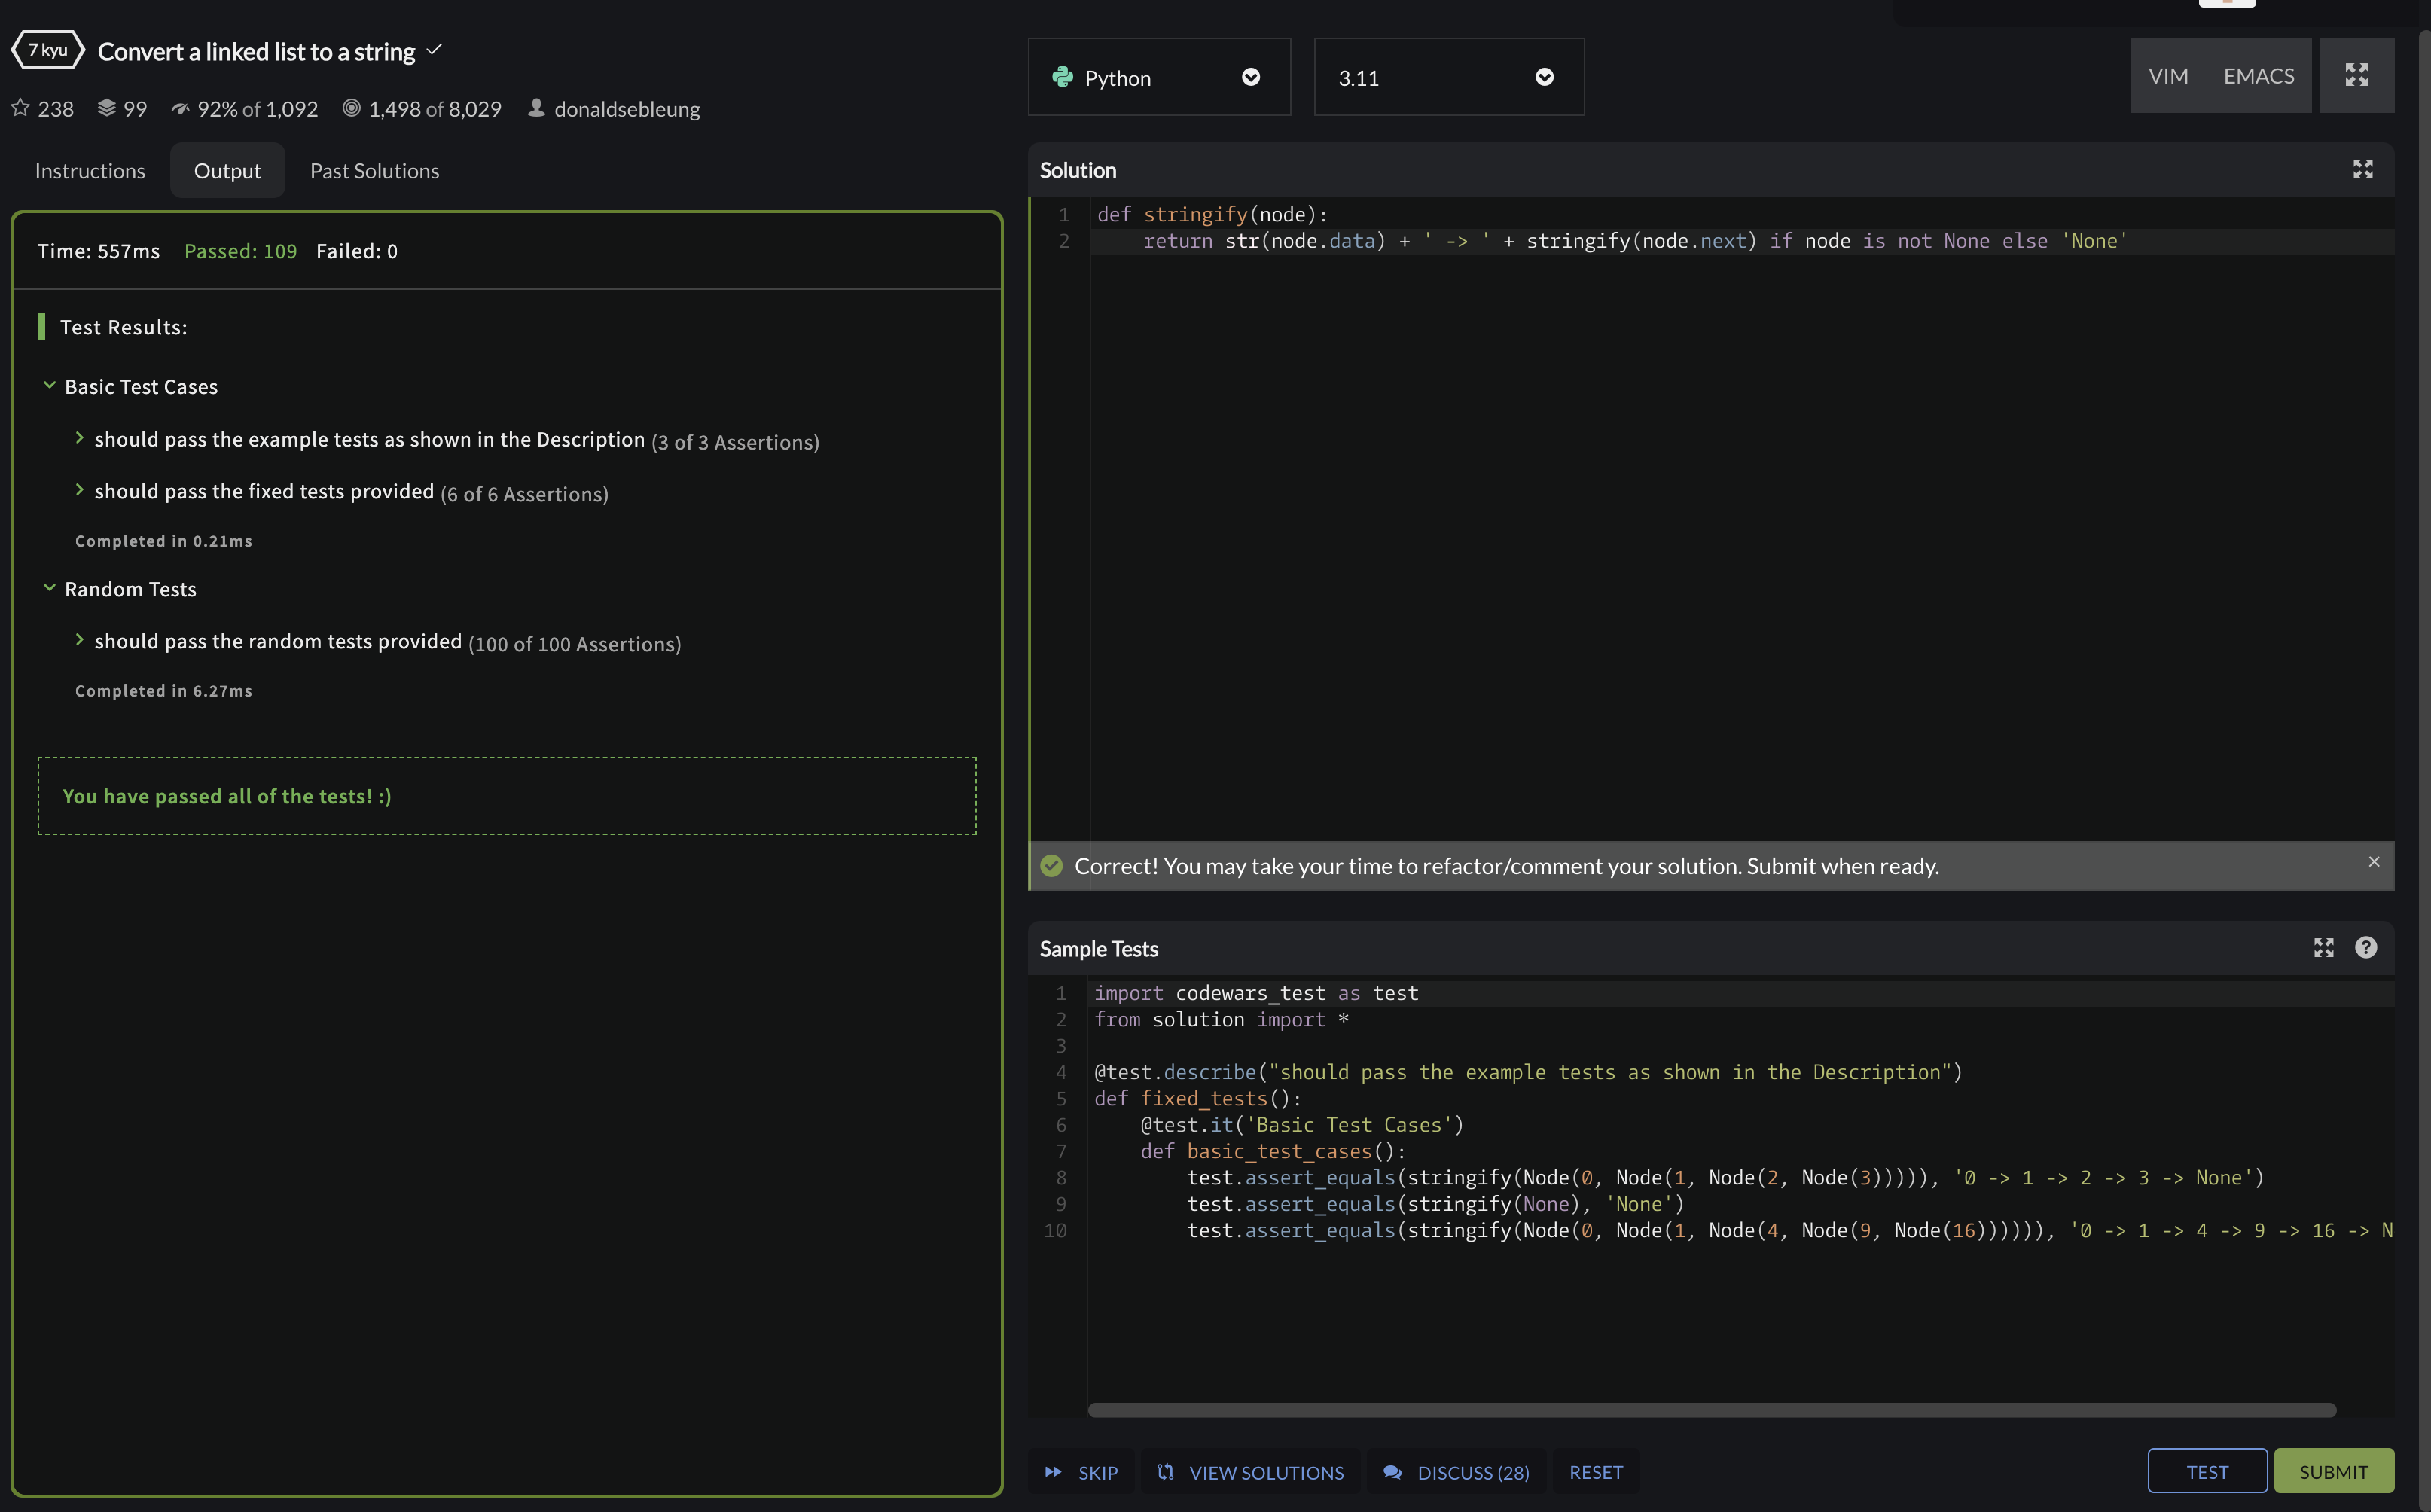 7 kyu Convert a linked list to a string
238 99 92% of 1,092 1,498 of 8,029 donaldsebleung
Instructions Output Past Solutions
Time: 557ms Passed: 109 Failed: 0
Test Results:
Basic Test Cases
should pass the example tests as shown in the Description (3 of 3 Assertions)
should pass the fixed tests provided (6 of 6 Assertions)
Completed in 0.21ms
Random Tests
should pass the random tests provided (100 of 100 Assertions)
Completed in 6.27ms
You have passed all of the tests! :)
Python 3.11 VIM EMACS
Solution
1 def stringify(node):
2     return str(node.data) + ' -> ' + stringify(node.next) if node is not None else 'None'
Correct! You may take your time to refactor/comment your solution. Submit when ready.
Sample Tests
1 import codewars_test as test
2 from solution import *
3
4 @test.describe("should pass the example tests as shown in the Description")
5 def fixed_tests():
6     @test.it('Basic Test Cases')
7     def basic_test_cases():
8         test.assert_equals(stringify(Node(0, Node(1, Node(2, Node(3))))), '0 -> 1 -> 2 -> 3 -> None')
9         test.assert_equals(stringify(None), 'None')
10         test.assert_equals(stringify(Node(0, Node(1, Node(4, Node(9, Node(16)))))), '0 -> 1 -> 4 -> 9 -> 16 -> N
SKIP VIEW SOLUTIONS DISCUSS (28) RESET TEST SUBMIT